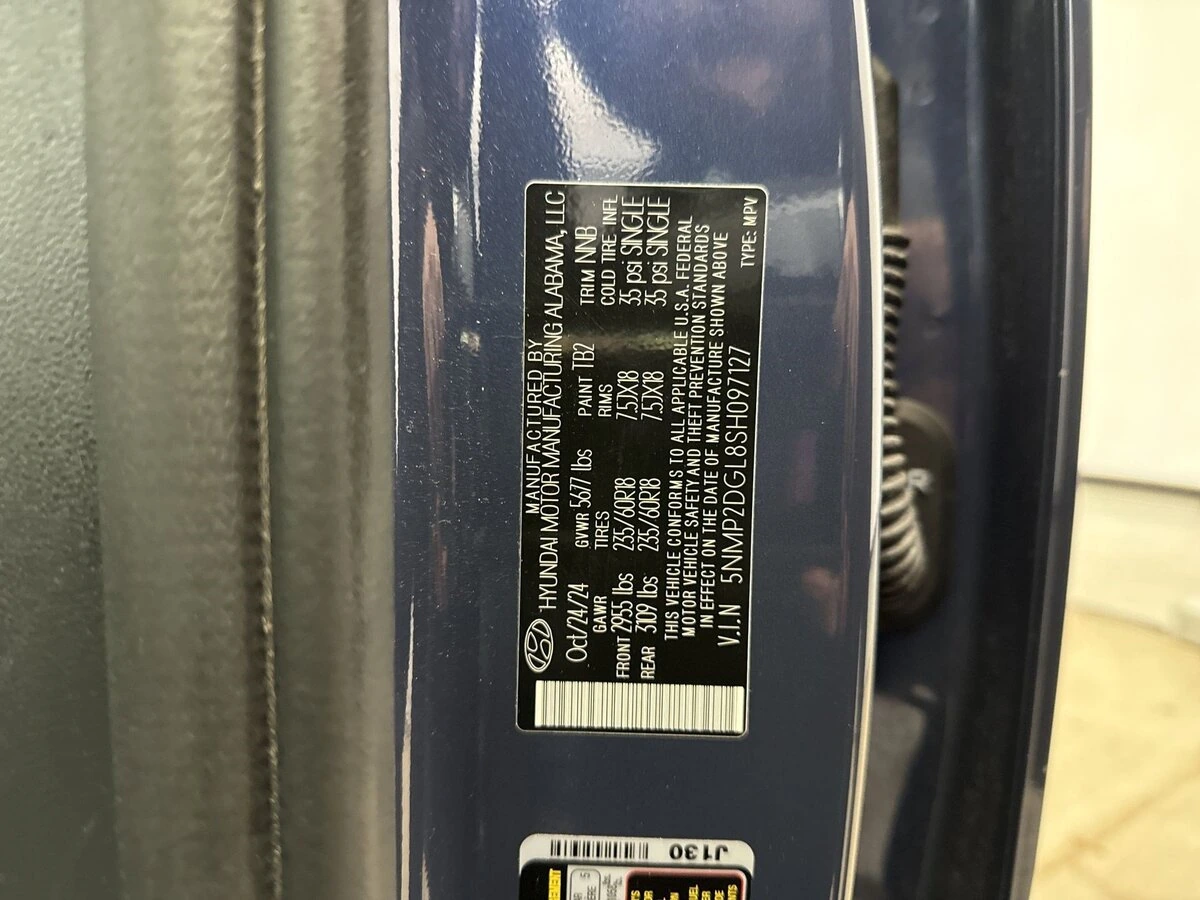 MANUFACTURED BY
HYUNDAI MOTOR MANUFACTURING ALABAMA, LLC
Oct/24/24 GVWR 5677 lbs PAINT TB2 TRIM NNB
GAWR TIRES RIMS COLD TIRE INFL
FRONT 2955 lbs 235/60R18 7.5JX18 35 psi SINGLE
REAR 3109 lbs 235/60R18 7.5JX18 35 psi SINGLE
THIS VEHICLE CONFORMS TO ALL APPLICABLE U.S.A. FEDERAL
MOTOR VEHICLE SAFETY AND THEFT PREVENTION STANDARDS
IN EFFECT ON THE DATE OF MANUFACTURE SHOWN ABOVE
V.I.N 5NMP2DGL8SH097127 TYPE: MPV
J130